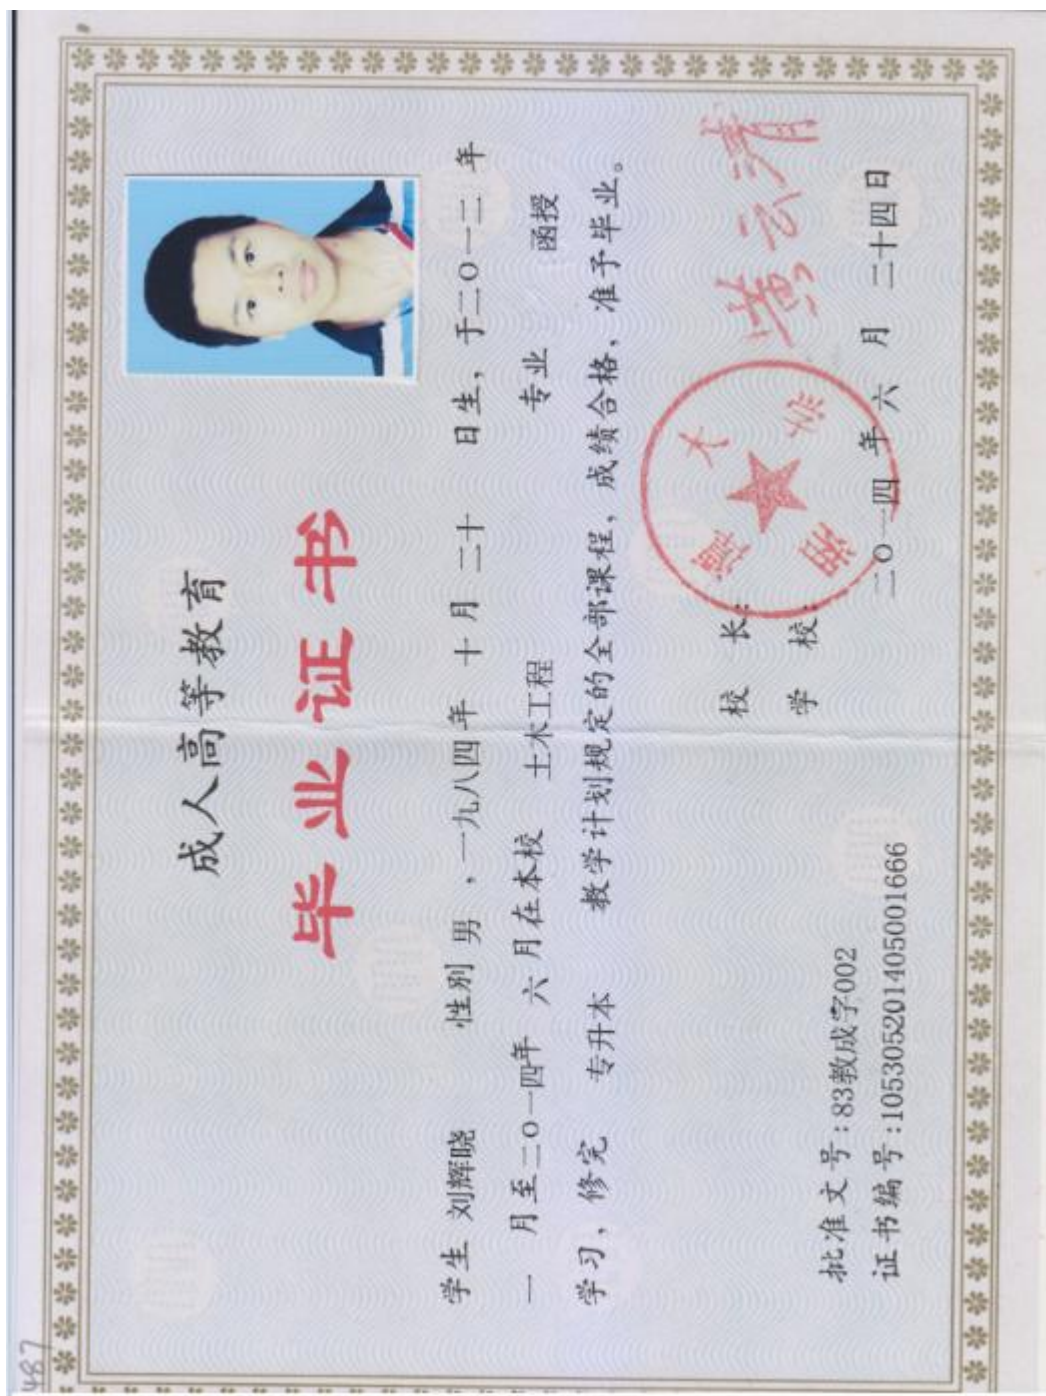 487
成人高等教育
毕业证书
学生 刘辉晓 性别 男 ，一九八四年 十 月 二十 日生，于二〇一二 年
一 月至二〇一四年 六 月在本校 土木工程 专业 函授
学习，修完 专升本 教学计划规定的全部课程，成绩合格，准予毕业。
校 长：
学 校：
湘潭大学
二〇一四 年 六 月 二十四日
批准文号：83教成字002
证书编号：105305201405001666